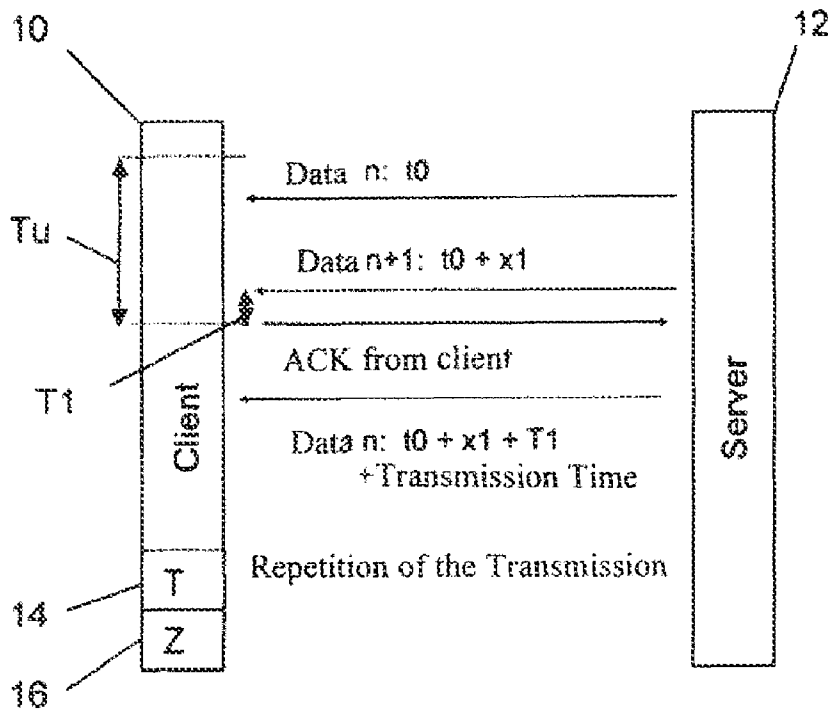 10
12
Data n: t0
Tu
Data n+1: t0 + x1
T1
ACK from client
Client
Server
Data n: t0 + x1 + T1
+Transmission Time
T
Repetition of the Transmission
14
Z
16